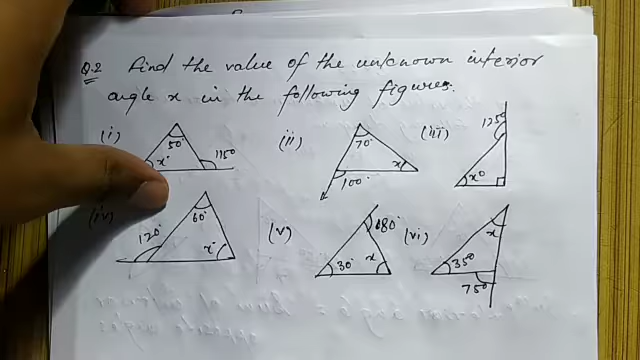 Q.2 Find the value of the unknown interior
angle x in the following figures.
(i) 50° x° 115°
(ii) 70° x 100°
(iii) 125° x°
(iv) 120° 60° x°
(v) 80° 30° x
(vi) x 35° 75°